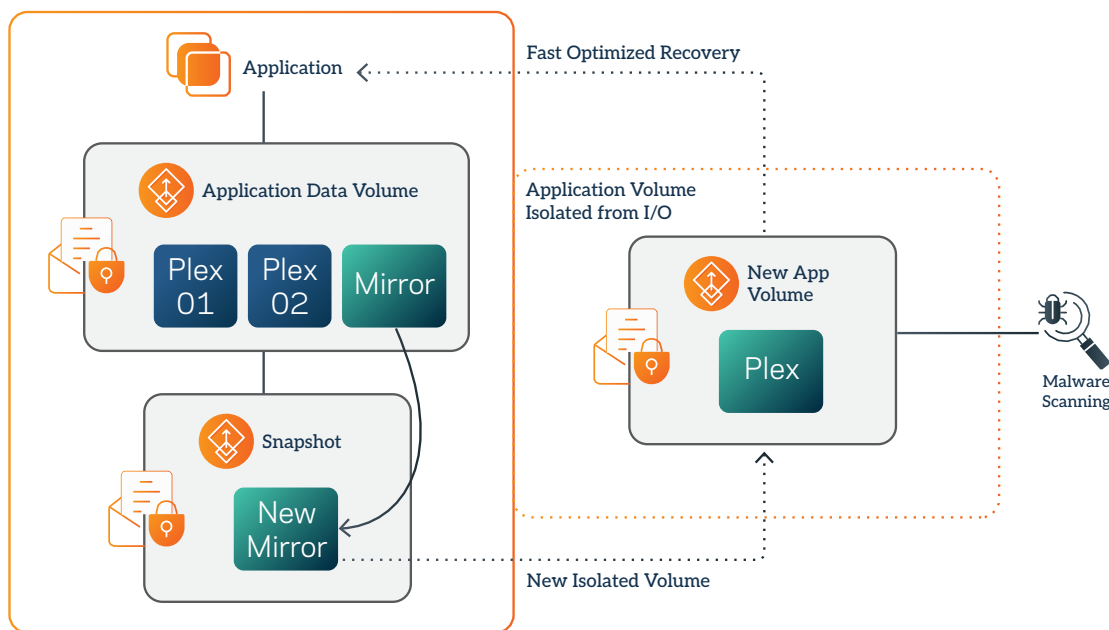 Fast Optimized Recovery
Application
Application Data Volume
Application Volume
Isolated from I/O
Plex
01
Plex
02
Mirror
New App
Volume
Plex
Malware
Scanning
Snapshot
New
Mirror
New Isolated Volume